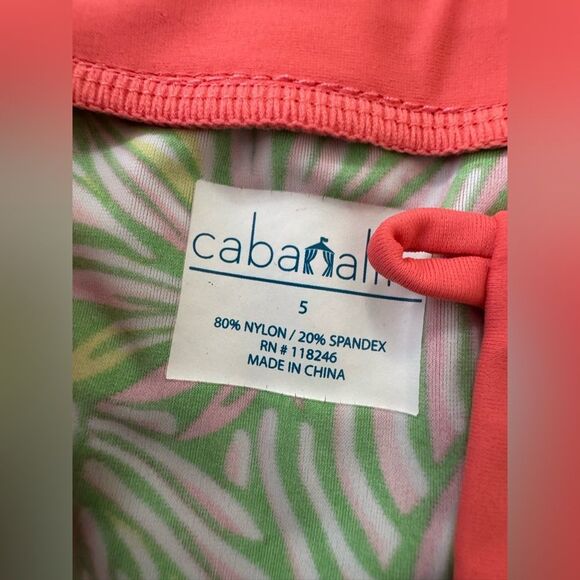 cabanali
5
80% NYLON / 20% SPANDEX
RN # 118246
MADE IN CHINA